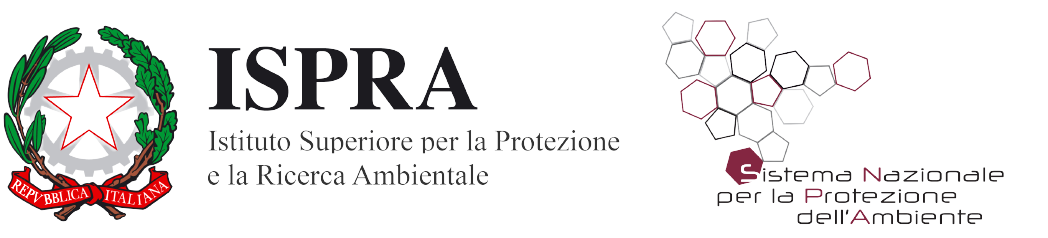 ISPRA
Istituto Superiore per la Protezione
e la Ricerca Ambientale
REPVBBLICA ITALIANA
Sistema Nazionale
per la Protezione
dell'Ambiente